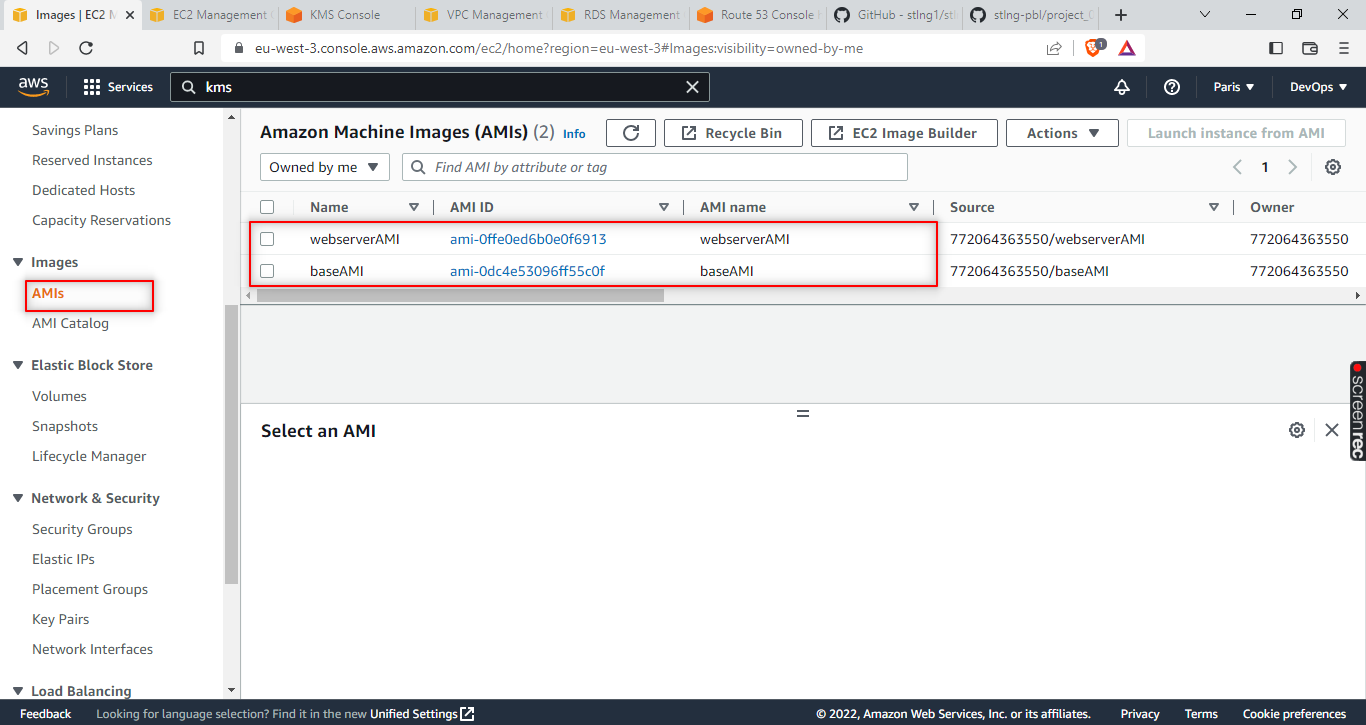 Images | EC2 M
EC2 Management C
KMS Console
VPC Management
RDS Management
Route 53 Console
GitHub - stlng1/stl
stlng-pbl/project_
eu-west-3.console.aws.amazon.com/ec2/home?region=eu-west-3#Images:visibility=owned-by-me
1
aws
Services
kms
Paris
DevOps
Savings Plans
Reserved Instances
Dedicated Hosts
Capacity Reservations
Images
AMIs
AMI Catalog
Elastic Block Store
Volumes
Snapshots
Lifecycle Manager
Network & Security
Security Groups
Elastic IPs
Placement Groups
Key Pairs
Network Interfaces
Load Balancing
Amazon Machine Images (AMIs) (2) Info
Recycle Bin
EC2 Image Builder
Actions
Launch instance from AMI
Owned by me
Find AMI by attribute or tag
1
Name AMI ID AMI name Source Owner
webserverAMI ami-0ffe0ed6b0e0f6913 webserverAMI 772064363550/webserverAMI 772064363550
baseAMI ami-0dc4e53096ff55c0f baseAMI 772064363550/baseAMI 772064363550
Select an AMI
screenrec
Feedback
Looking for language selection? Find it in the new Unified Settings
© 2022, Amazon Web Services, Inc. or its affiliates.
Privacy
Terms
Cookie preferences